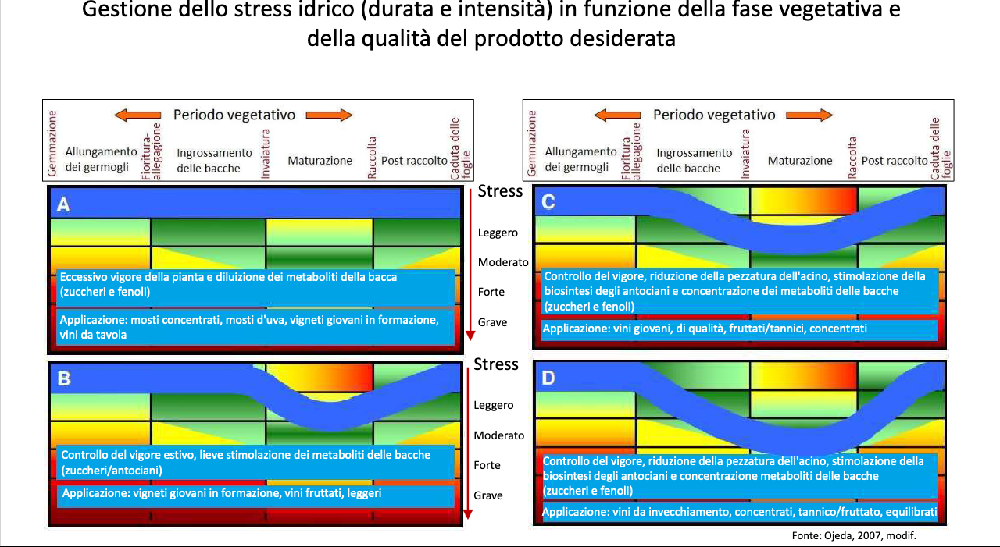 Gestione dello stress idrico (durata e intensità) in funzione della fase vegetativa e
della qualità del prodotto desiderata
Periodo vegetativo
Gemmazione
Allungamento
dei germogli
Fioritura-
allegagione
Ingrossamento
delle bacche
Invaiatura
Maturazione
Raccolta
Post raccolto
Caduta delle
foglie
Periodo vegetativo
Gemmazione
Allungamento
dei germogli
Fioritura-
allegagione
Ingrossamento
delle bacche
Invaiatura
Maturazione
Raccolta
Post raccolto
Caduta delle
foglie
A
Eccessivo vigore della pianta e diluizione dei metaboliti della bacca
(zuccheri e fenoli)
Applicazione: mosti concentrati, mosti d'uva, vigneti giovani in formazione,
vini da tavola
Stress
Leggero
Moderato
Forte
Grave
C
Controllo del vigore, riduzione della pezzatura dell'acino, stimolazione della
biosintesi degli antociani e concentrazione dei metaboliti delle bacche
(zuccheri e fenoli)
Applicazione: vini giovani, di qualità, fruttati/tannici, concentrati
B
Controllo del vigore estivo, lieve stimolazione dei metaboliti delle bacche
(zuccheri/antociani)
Applicazione: vigneti giovani in formazione, vini fruttati, leggeri
Stress
Leggero
Moderato
Forte
Grave
D
Controllo del vigore, riduzione della pezzatura dell'acino, stimolazione della
biosintesi degli antociani e concentrazione metaboliti delle bacche
(zuccheri e fenoli)
Applicazione: vini da invecchiamento, concentrati, tannico/fruttato, equilibrati
Fonte: Ojeda, 2007, modif.